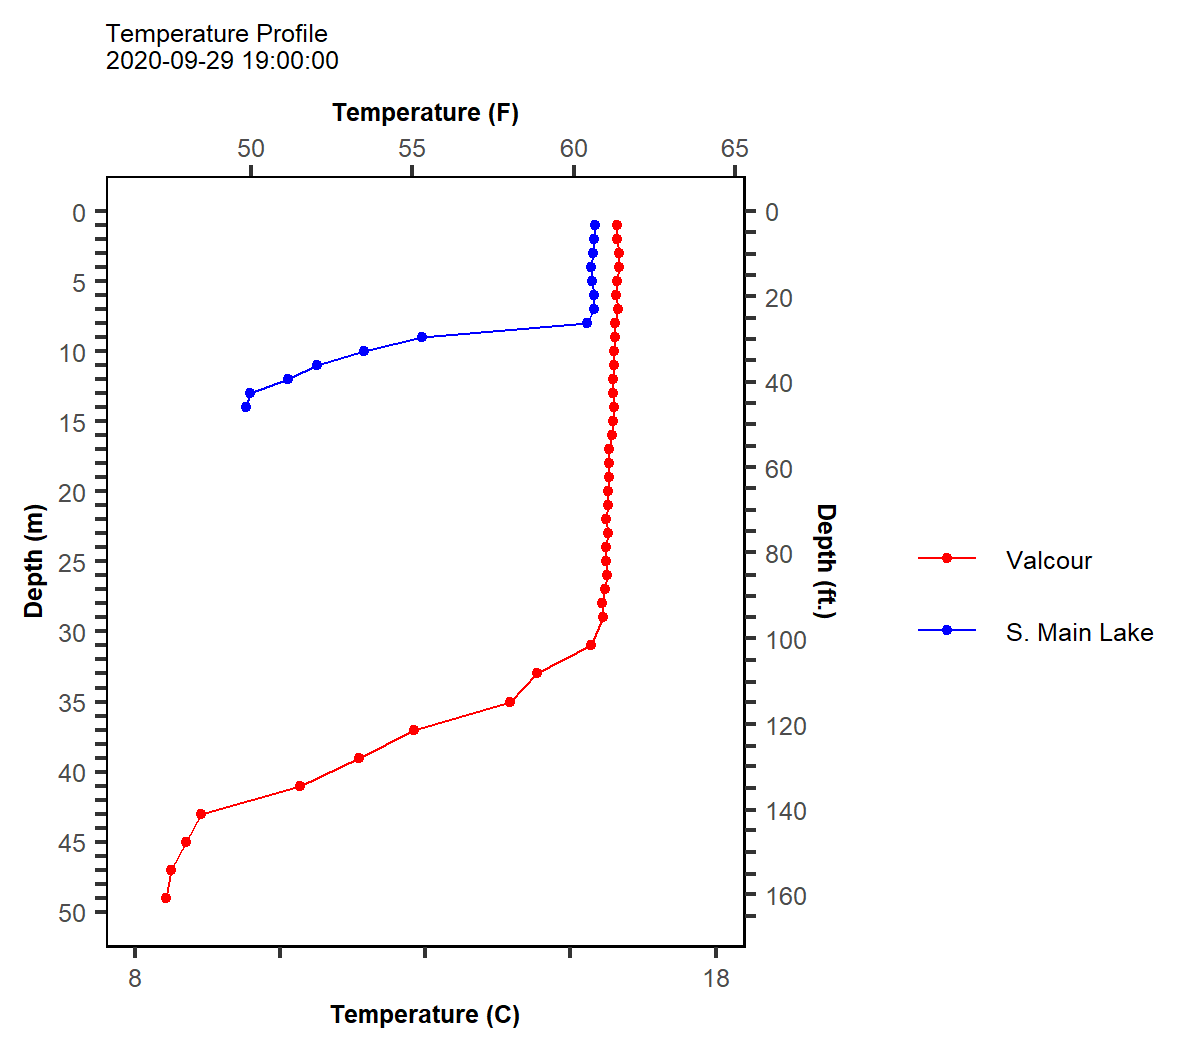 Temperature Profile
2020-09-29 19:00:00
Temperature (F)
50 55 60 65
0
5
10
15
20
25
30
35
40
45
50
Depth (m)
0
20
40
60
80
100
120
140
160
Depth (ft.)
Valcour
S. Main Lake
8 18
Temperature (C)